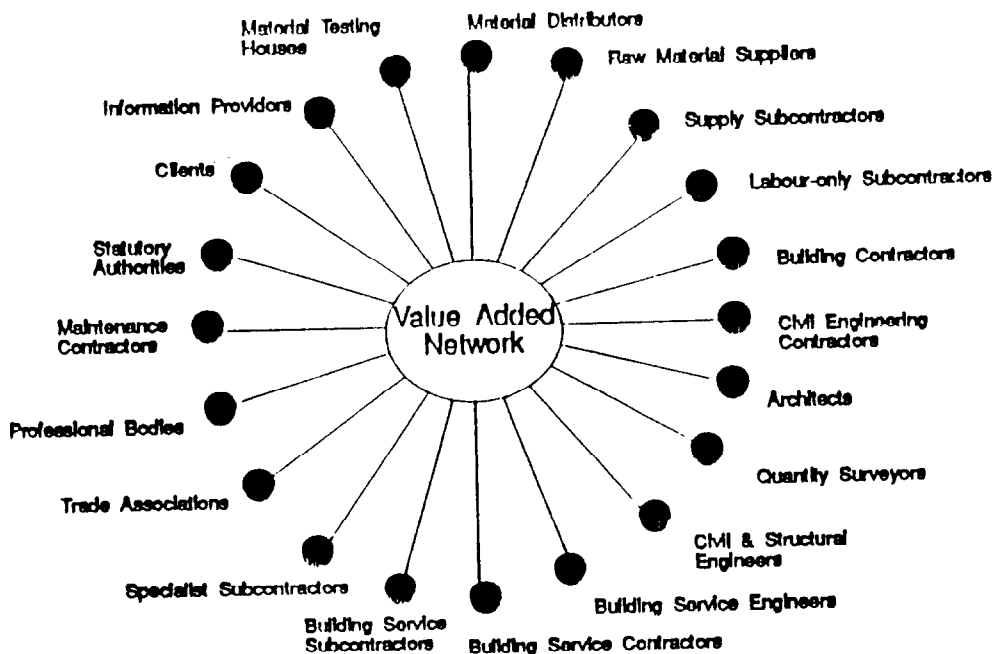 Material Testing
Houses
Material Distributors
Raw Material Suppliers
Information Providors
Supply Subcontractors
Clients
Labour-only Subcontractors
Statutory
Authorities
Building Contractors
Value Added
Network
Maintenance
Contractors
Civil Engineering
Contractors
Architects
Professional Bodies
Quantity Surveyors
Trade Associations
Civil & Structural
Engineers
Specialist Subcontractors
Building Service Engineers
Building Service
Subcontractors
Building Service Contractors